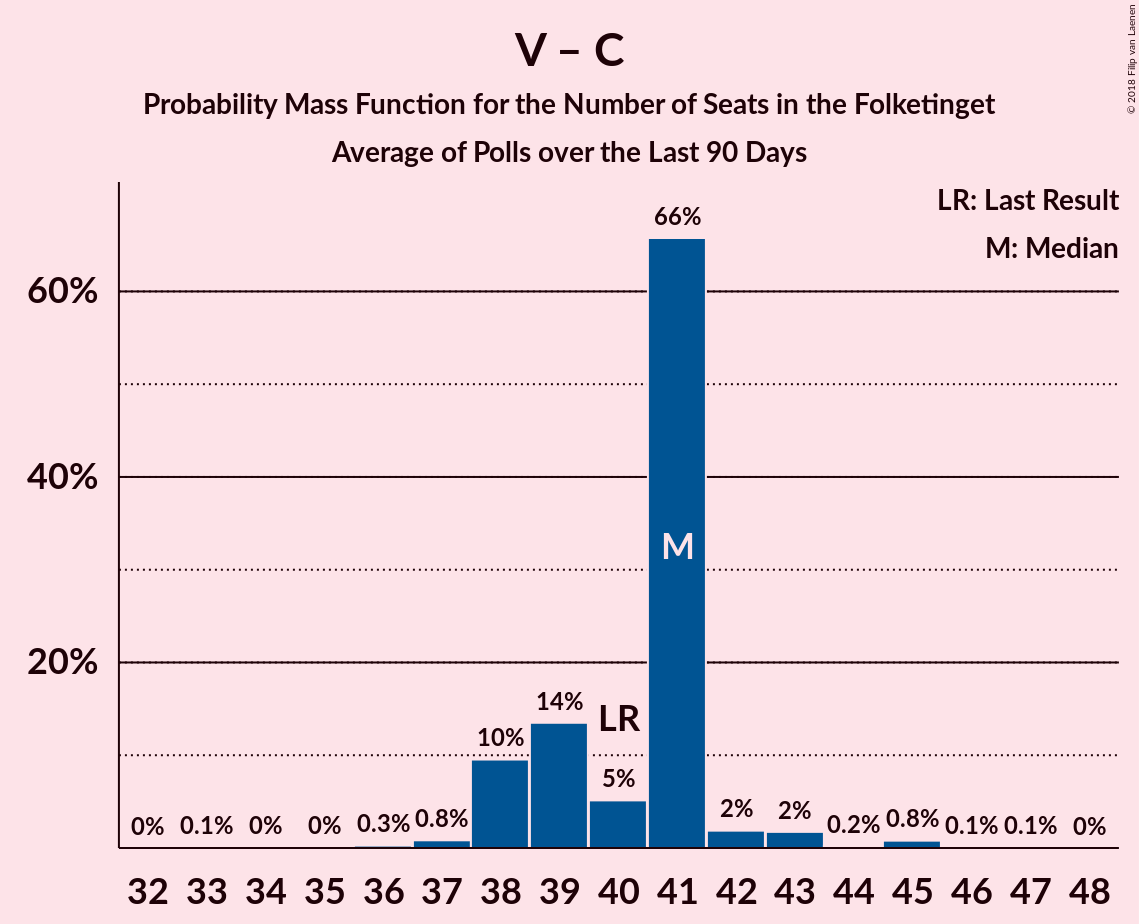 V – C
Probability Mass Function for the Number of Seats in the Folketinget
Average of Polls over the Last 90 Days
© 2018 Filip van Laenen
LR: Last Result
M: Median
60%
40%
20%
0%
0.1%
0%
0%
0.3%
0.8%
10%
14%
LR
5%
66%
M
2%
2%
0.2%
0.8%
0.1%
0.1%
0%
32 33 34 35 36 37 38 39 40 41 42 43 44 45 46 47 48